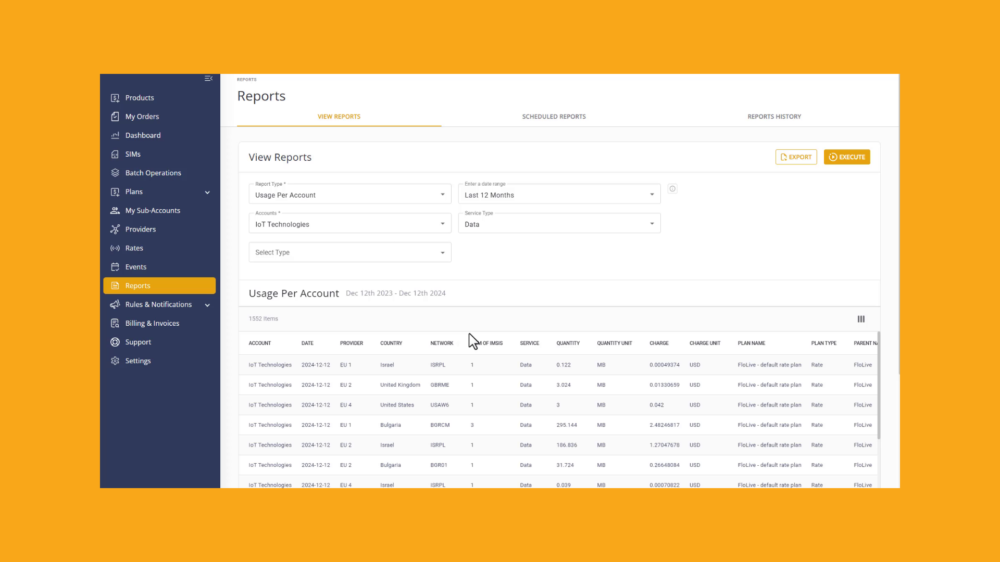 REPORTS
Reports
VIEW REPORTS SCHEDULED REPORTS REPORTS HISTORY
Products
My Orders
Dashboard
SIMs
Batch Operations
Plans
My Sub-Accounts
Providers
Rates
Events
Reports
Rules & Notifications
Billing & Invoices
Support
Settings
View Reports EXPORT EXECUTE
Report Type * Enter a date range
Usage Per Account Last 12 Months
Accounts * Service Type
IoT Technologies Data
Select Type
Usage Per Account Dec 12th 2023 - Dec 12th 2024
1552 Items
ACCOUNT DATE PROVIDER COUNTRY NETWORK OF IMSIS SERVICE QUANTITY QUANTITY UNIT CHARGE CHARGE UNIT PLAN NAME PLAN TYPE PARENT
IoT Technologies 2024-12-12 EU 1 Israel ISRPL 1 Data 0.122 MB 0.00049374 USD FloLive - default rate plan Rate FloLive
IoT Technologies 2024-12-12 EU 2 United Kingdom GBRME 1 Data 3.024 MB 0.01330659 USD FloLive - default rate plan Rate FloLive
IoT Technologies 2024-12-12 EU 4 United States USAW6 1 Data 3 MB 0.042 USD FloLive - default rate plan Rate FloLive
IoT Technologies 2024-12-12 EU 1 Bulgaria BGRCM 3 Data 295.144 MB 2.48246817 USD FloLive - default rate plan Rate FloLive
IoT Technologies 2024-12-12 EU 2 Israel ISRPL 1 Data 186.836 MB 1.27047678 USD FloLive - default rate plan Rate FloLive
IoT Technologies 2024-12-12 EU 2 Bulgaria BGR01 1 Data 31.724 MB 0.26648084 USD FloLive - default rate plan Rate FloLive
IoT Technologies 2024-12-12 EU 4 Israel ISRPL 1 Data 0.039 MB 0.00070822 USD FloLive - default rate plan Rate FloLive